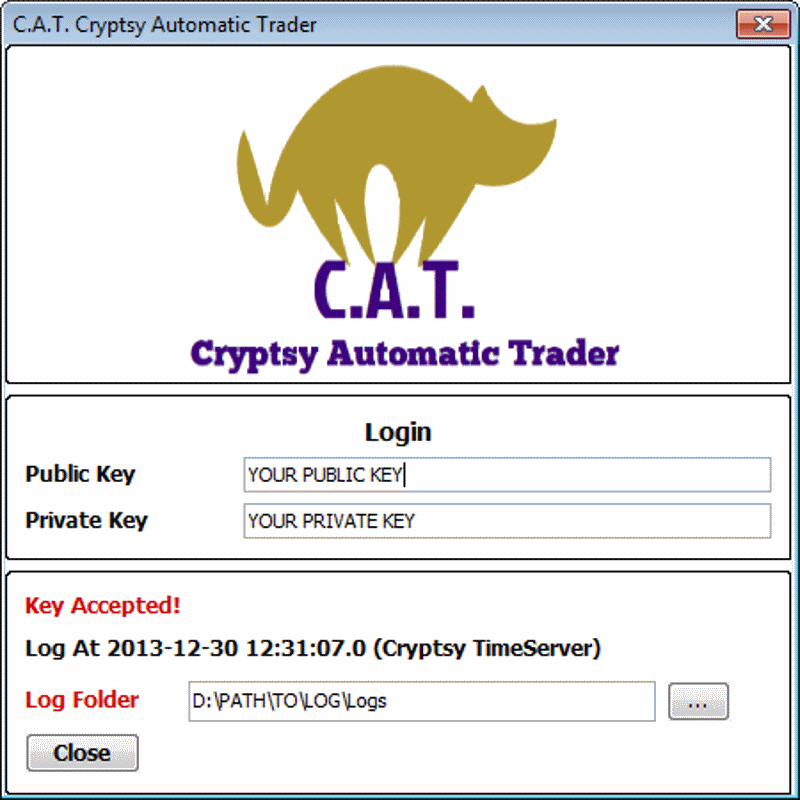 C.A.T. Cryptsy Automatic Trader
C.A.T.
Cryptsy Automatic Trader
Login
Public Key YOUR PUBLIC KEY
Private Key YOUR PRIVATE KEY
Key Accepted!
Log At 2013-12-30 12:31:07.0 (Cryptsy TimeServer)
Log Folder D:\PATH\TO\LOG\Logs ...
Close